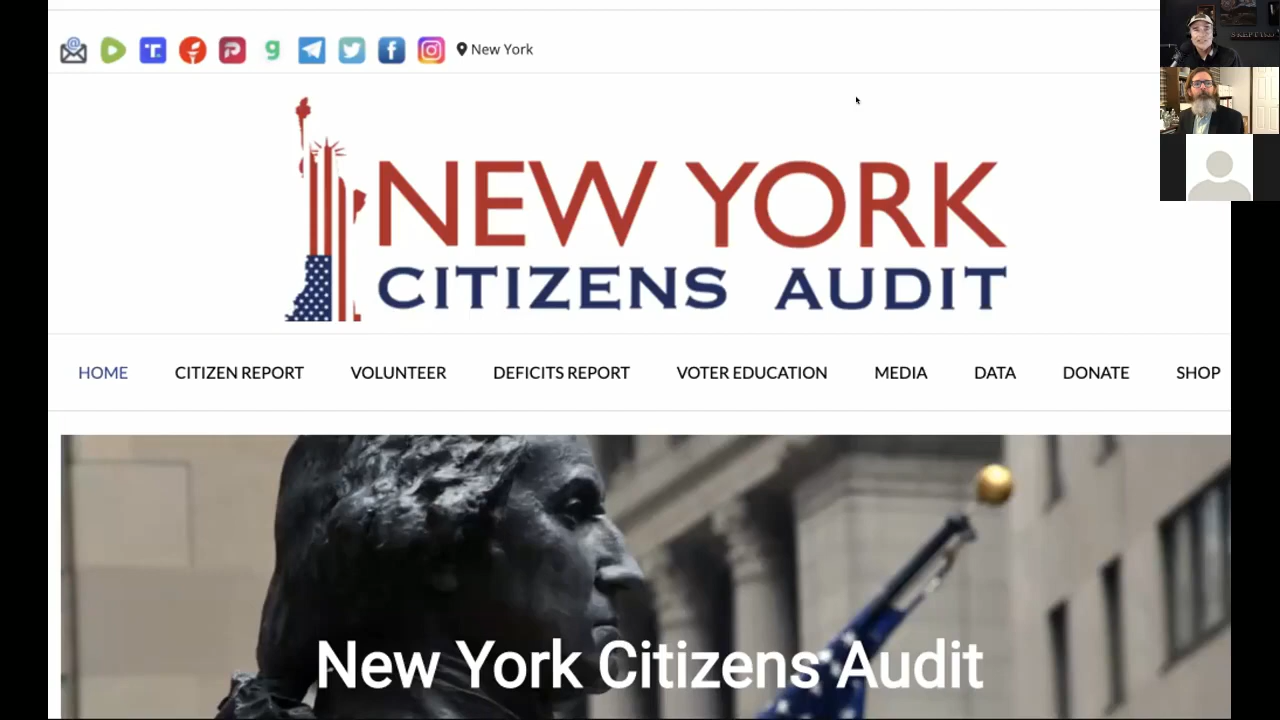 New York
NEW YORK
CITIZENS AUDIT
HOME CITIZEN REPORT VOLUNTEER DEFICITS REPORT VOTER EDUCATION MEDIA DATA DONATE SHOP
New York Citizens Audit